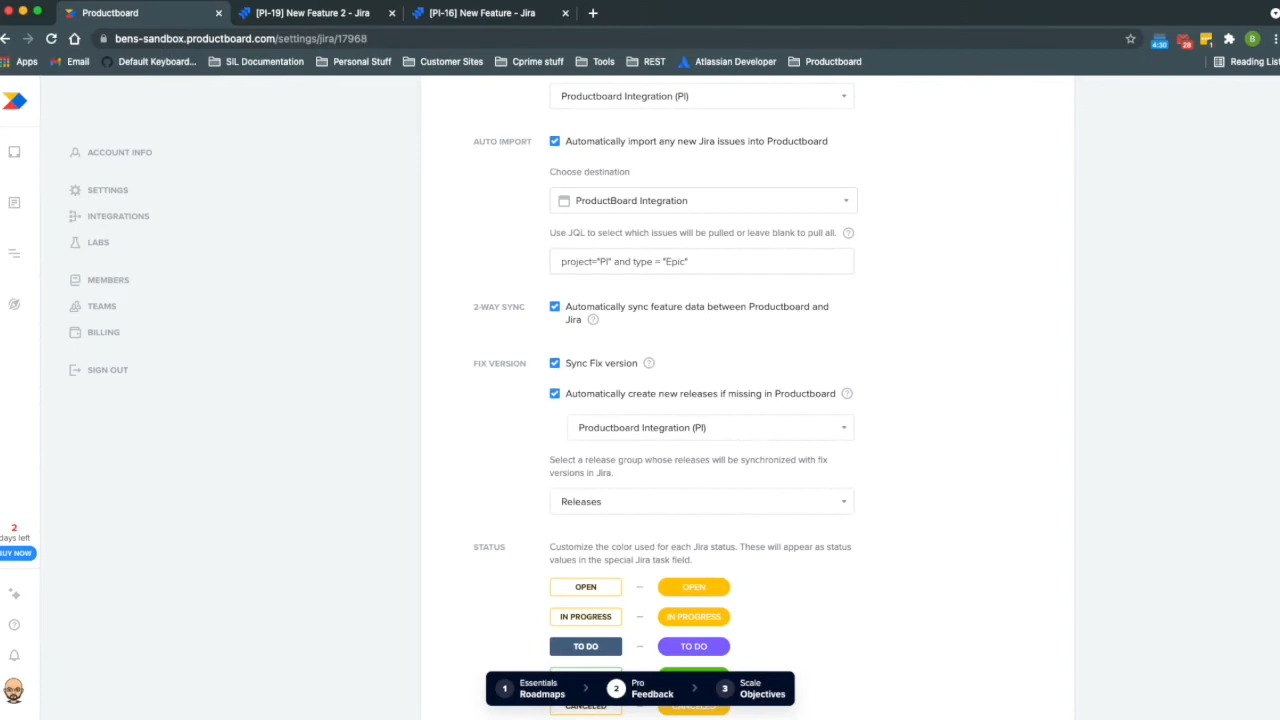 Productboard
[PI-19] New Feature 2 - Jira
[PI-16] New Feature - Jira
bens-sandbox.productboard.com/settings/jira/17968
4:30
28
1
B
Apps
Email
Default Keyboard...
SIL Documentation
Personal Stuff
Customer Sites
Cprime stuff
Tools
REST
Atlassian Developer
Productboard
Reading List
ACCOUNT INFO
SETTINGS
INTEGRATIONS
LABS
MEMBERS
TEAMS
BILLING
SIGN OUT
2
days left
BUY NOW
Productboard Integration (PI)
AUTO IMPORT
Automatically import any new Jira issues into Productboard
Choose destination
ProductBoard Integration
Use JQL to select which issues will be pulled or leave blank to pull all.
project="PI" and type = "Epic"
2-WAY SYNC
Automatically sync feature data between Productboard and
Jira
FIX VERSION
Sync Fix version
Automatically create new releases if missing in Productboard
Productboard Integration (PI)
Select a release group whose releases will be synchronized with fix
versions in Jira.
Releases
STATUS
Customize the color used for each Jira status. These will appear as status
values in the special Jira task field.
OPEN – OPEN
IN PROGRESS – IN PROGRESS
TO DO – TO DO
1 Essentials
Roadmaps
2 Pro
Feedback
3 Scale
Objectives
CANCELED
CANCELED